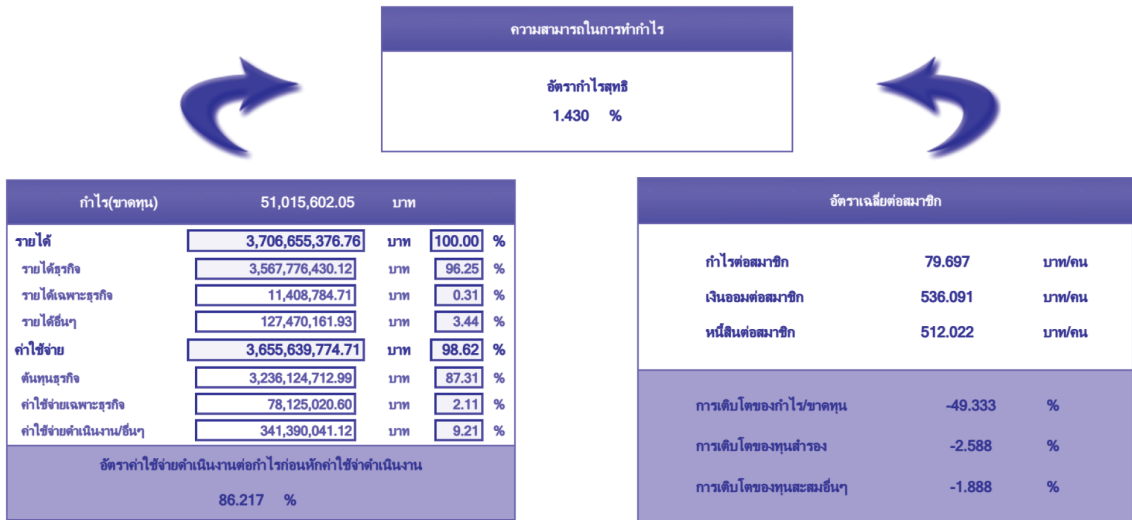 ความสามารถในการทำกำไร
อัตรากำไรสุทธิ
1.430 %
กำไร(ขาดทุน) 51,015,602.05 บาท
รายได้ 3,706,655,376.76 บาท 100.00 %
รายได้ธุรกิจ 3,567,776,430.12 บาท 96.25 %
รายได้เฉพาะธุรกิจ 11,408,784.71 บาท 0.31 %
รายได้อื่นๆ 127,470,161.93 บาท 3.44 %
ค่าใช้จ่าย 3,655,639,774.71 บาท 98.62 %
ต้นทุนธุรกิจ 3,236,124,712.99 บาท 87.31 %
ค่าใช้จ่ายเฉพาะธุรกิจ 78,125,020.60 บาท 2.11 %
ค่าใช้จ่ายดำเนินงาน/อื่นๆ 341,390,041.12 บาท 9.21 %
อัตราค่าใช้จ่ายดำเนินงานต่อกำไรก่อนหักค่าใช้จ่าดำเนินงาน
86.217 %
อัตราเฉลี่ยต่อสมาชิก
กำไรต่อสมาชิก 79.697 บาท/คน
เงินออมต่อสมาชิก 536.091 บาท/คน
หนี้สินต่อสมาชิก 512.022 บาท/คน
การเติบโตของกำไร/ขาดทุน -49.333 %
การเติบโตของทุนสำรอง -2.588 %
การเติบโตของทุนสะสมอื่นๆ -1.888 %